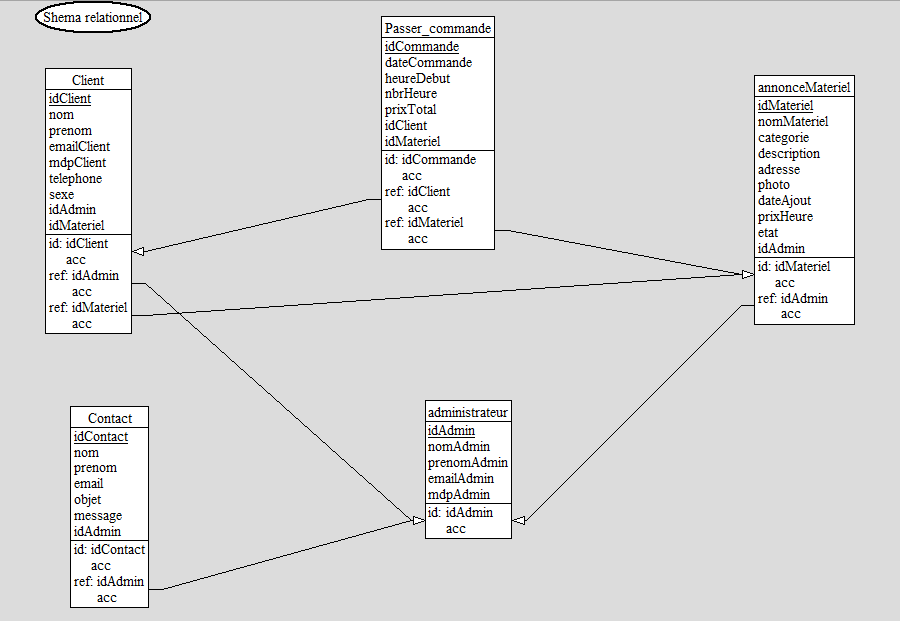 Shema relationnel
Passer_commande
idCommande
dateCommande
heureDebut
nbrHeure
prixTotal
idClient
idMateriel
id: idCommande
acc
ref: idClient
acc
ref: idMateriel
acc
Client
idClient
nom
prenom
emailClient
mdpClient
telephone
sexe
idAdmin
idMateriel
id: idClient
acc
ref: idAdmin
acc
ref: idMateriel
acc
annonceMateriel
idMateriel
nomMateriel
categorie
description
adresse
photo
dateAjout
prixHeure
etat
idAdmin
id: idMateriel
acc
ref: idAdmin
acc
Contact
idContact
nom
prenom
email
objet
message
idAdmin
id: idContact
acc
ref: idAdmin
acc
administrateur
idAdmin
nomAdmin
prenomAdmin
emailAdmin
mdpAdmin
id: idAdmin
acc